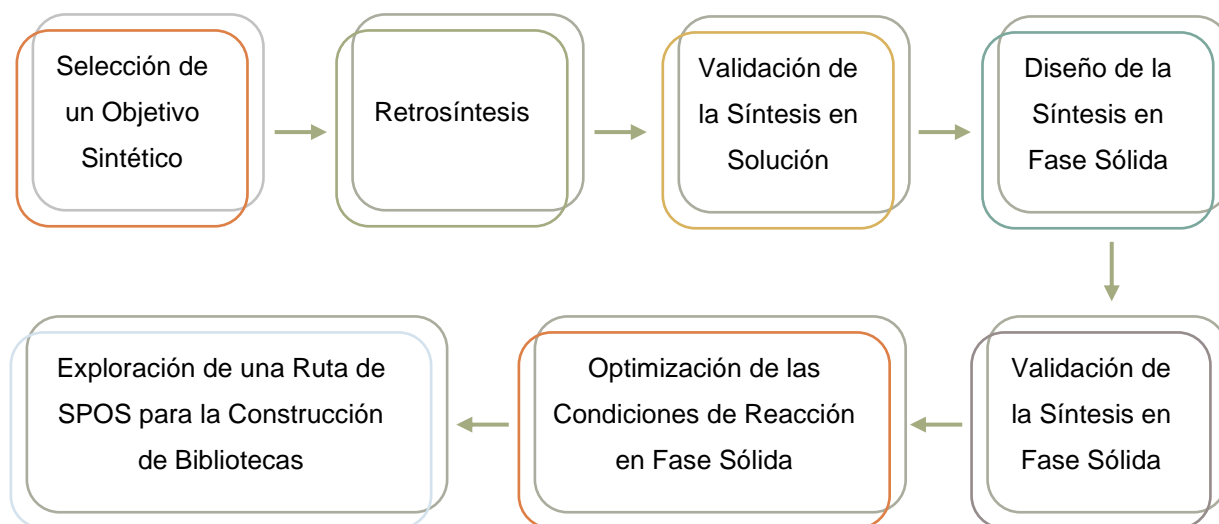 Selección de
un Objetivo
Sintético
Retrosíntesis
Validación de
la Síntesis en
Solución
Diseño de la
Síntesis en
Fase Sólida
Validación de
la Síntesis en
Fase Sólida
Optimización de las
Condiciones de Reacción
en Fase Sólida
Exploración de una Ruta de
SPOS para la Construcción
de Bibliotecas